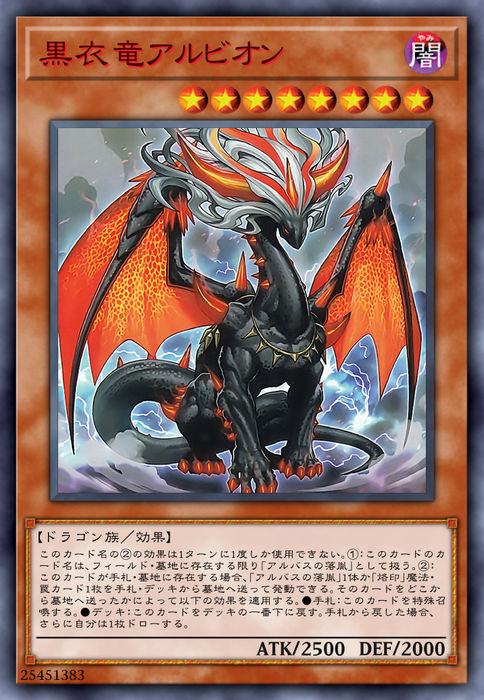 黒衣竜アルビオン
やみ
闇
【ドラゴン族／効果】
このカード名の②の効果は1ターンに1度しか使用できない。①：このカードのカ
ード名は、フィールド・墓地に存在する限り「アルバスの落胤」として扱う。②：
このカードが手札・墓地に存在する場合、「アルバスの落胤」1体か「烙印」魔法・
罠カード1枚を手札・デッキから墓地へ送って発動できる。そのカードをどこか
ら墓地へ送ったかによって以下の効果を適用する。●手札：このカードを特殊召
喚する。●デッキ：このカードをデッキの一番下に戻す。手札から戻した場合、
さらに自分は1枚ドローする。
ATK/2500 DEF/2000
25451383